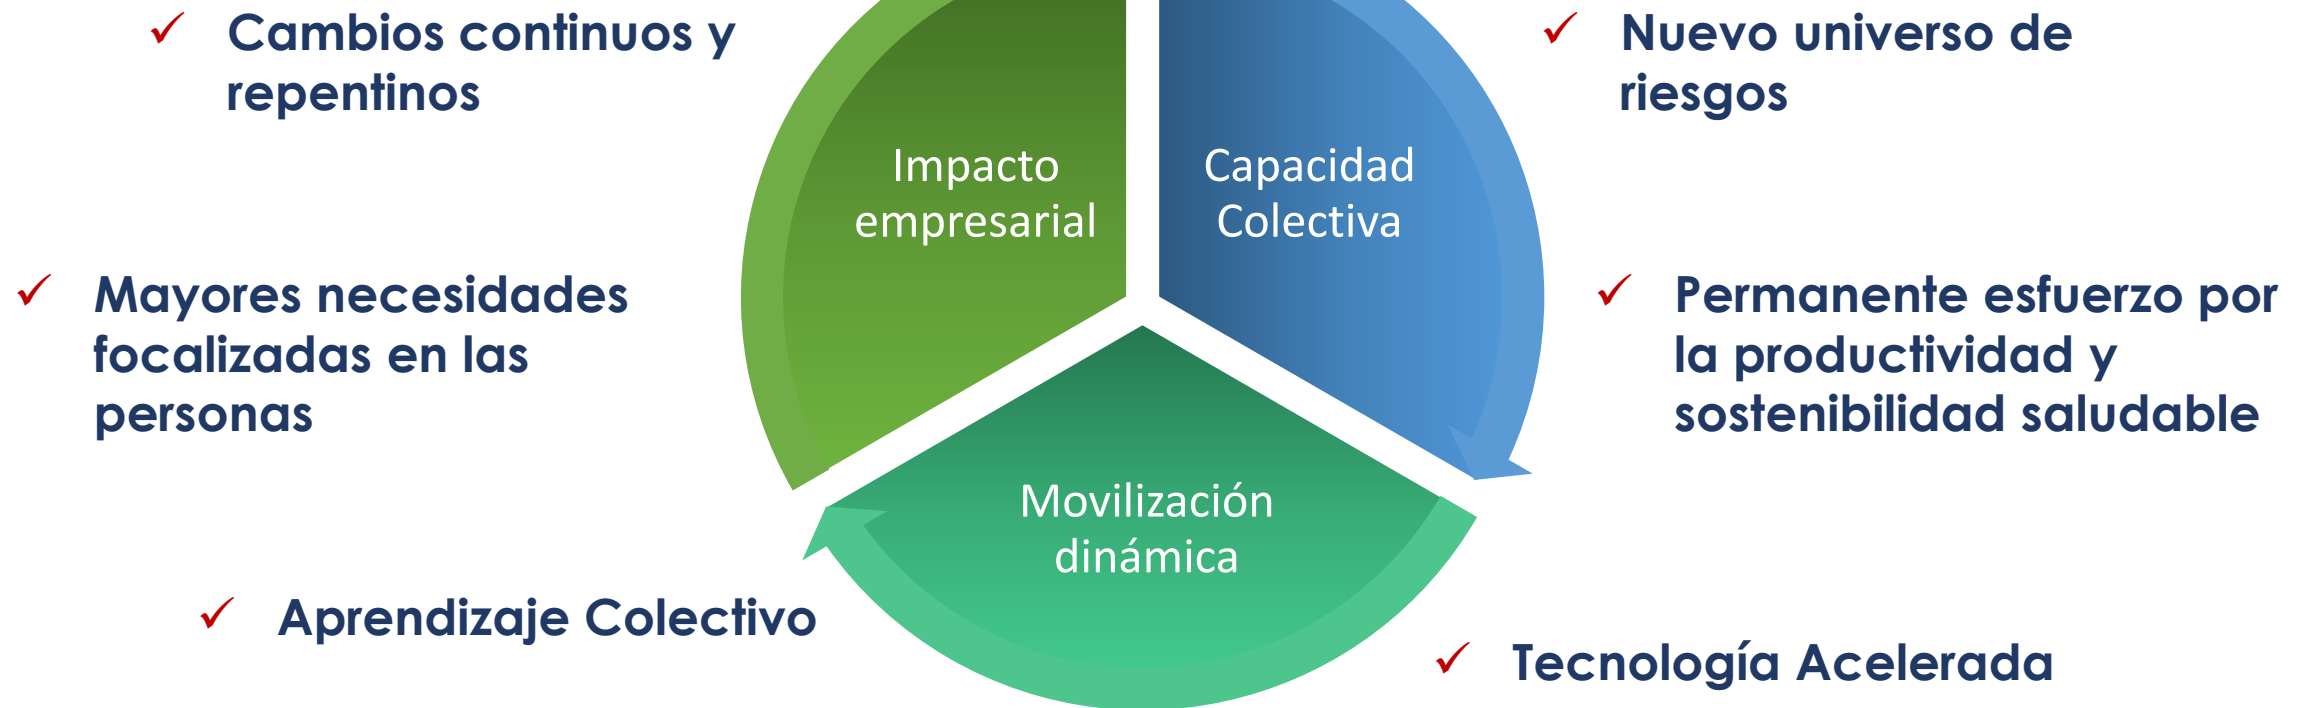 Cambios continuos y
repentinos
Nuevo universo de
riesgos
Impacto
empresarial
Capacidad
Colectiva
Mayores necesidades
focalizadas en las
personas
Permanente esfuerzo por
la productividad y
sostenibilidad saludable
Movilización
dinámica
Aprendizaje Colectivo
Tecnología Acelerada